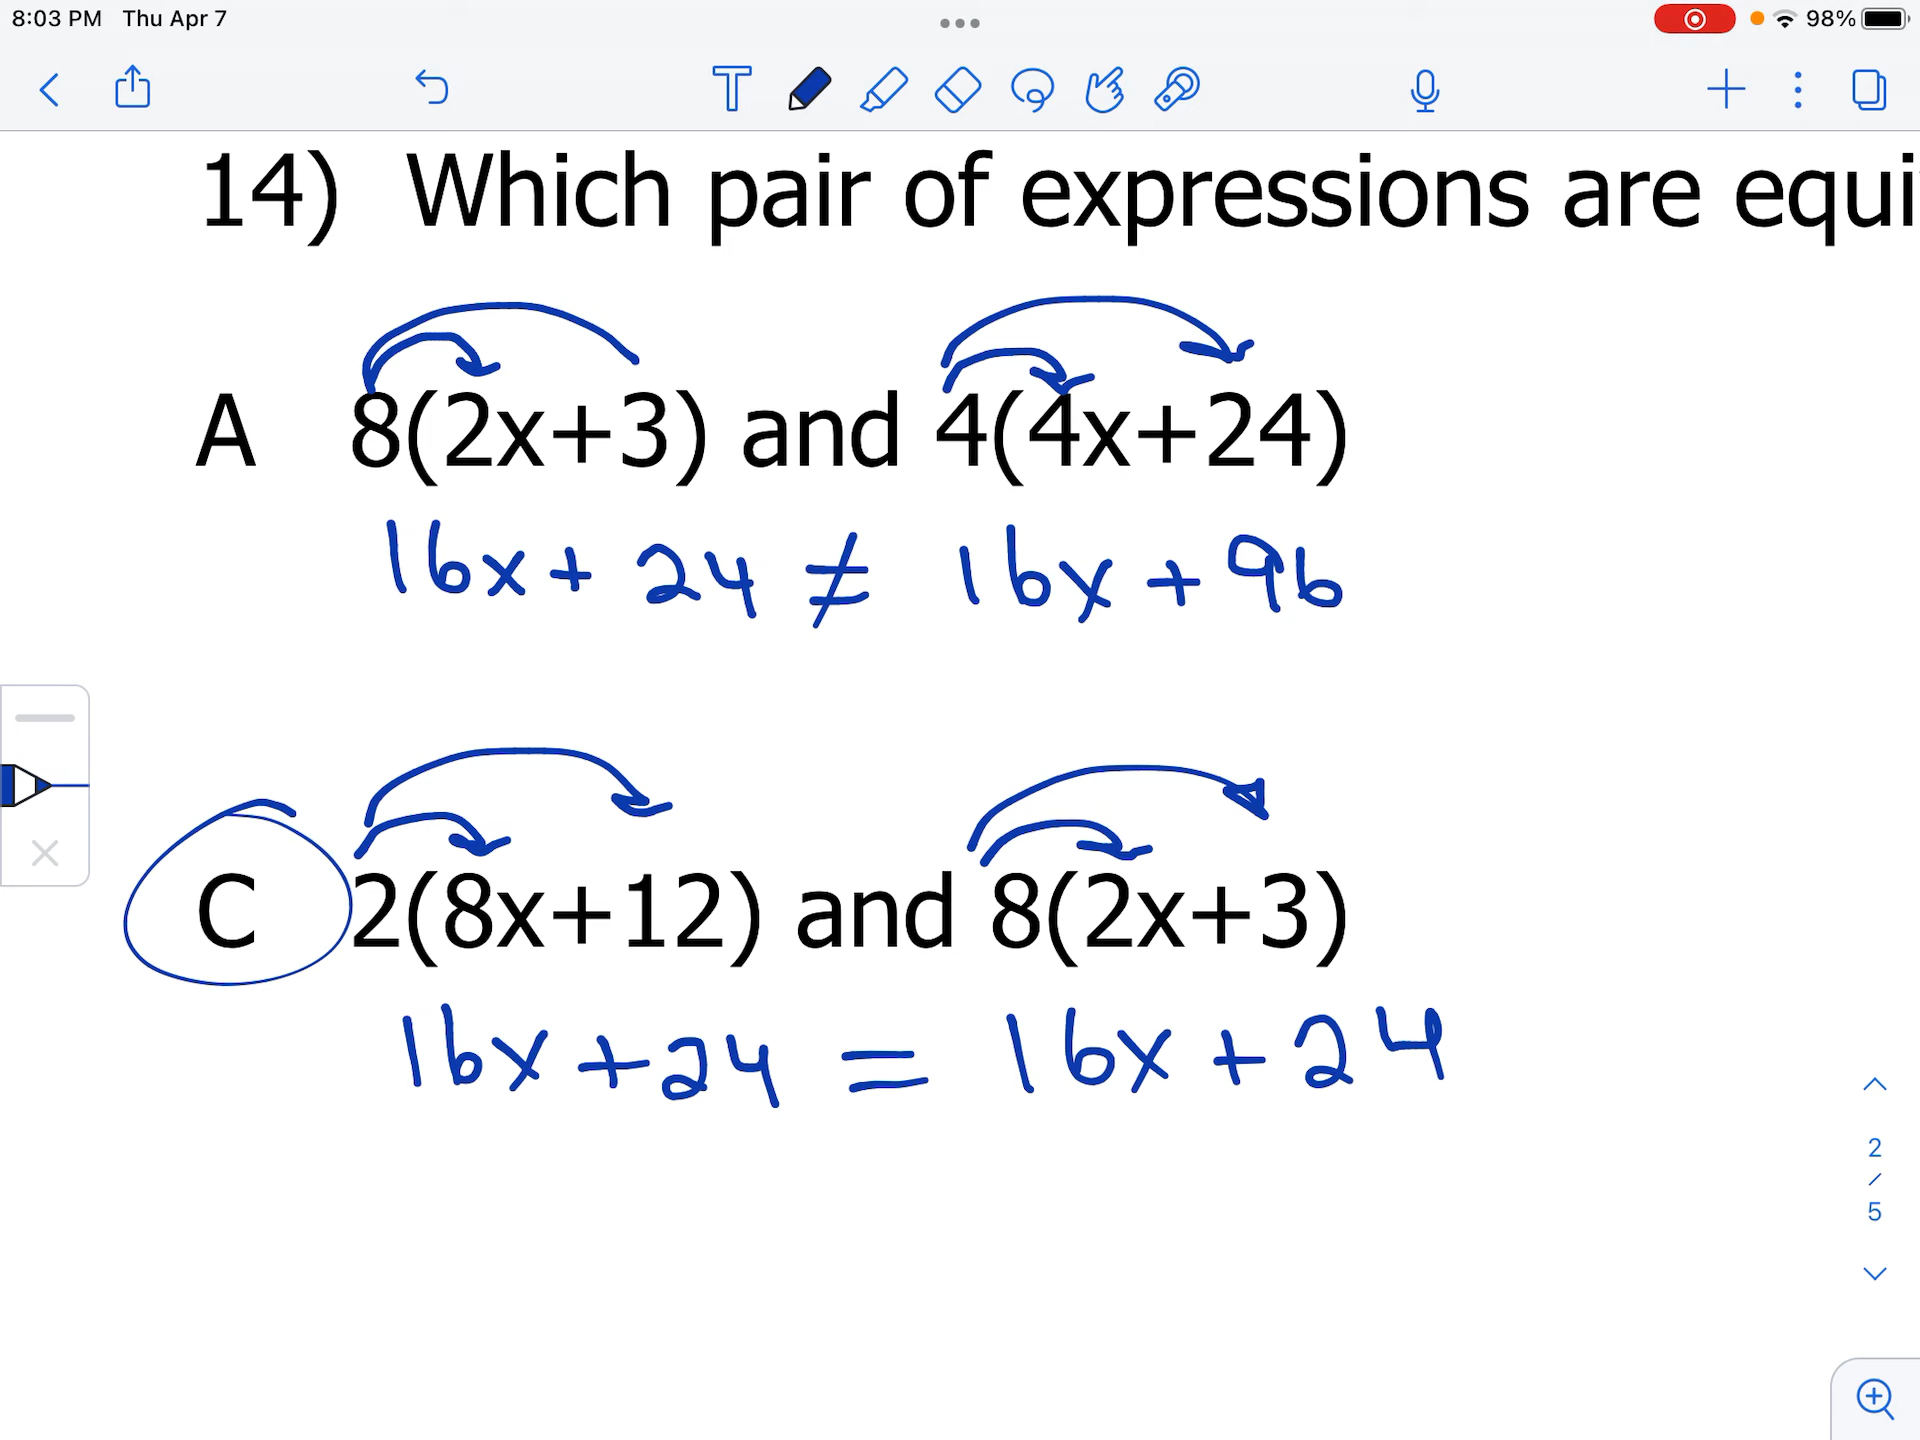 8:03 PM Thu Apr 7
98%
T
14) Which pair of expressions are equi
A 8(2x+3) and 4(4x+24)
16x + 24 ≠ 16x + 96
C 2(8x+12) and 8(2x+3)
16x + 24 = 16x + 24
2
/
5